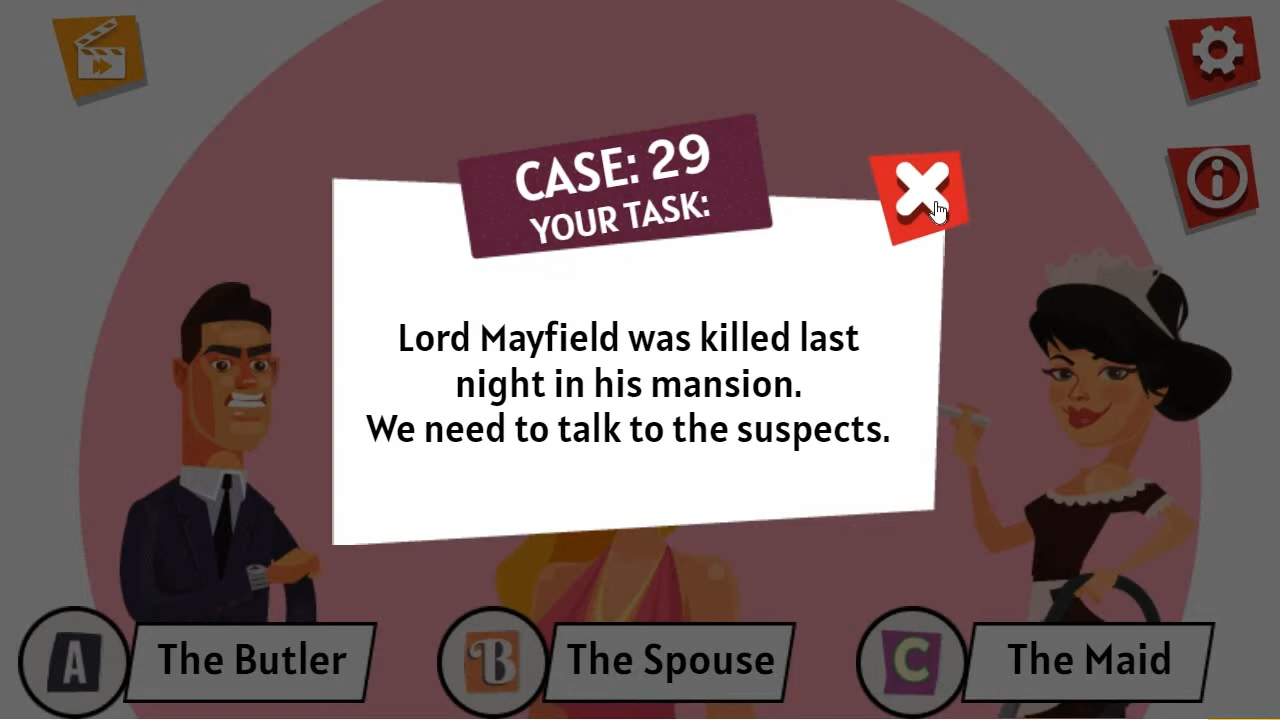 CASE: 29
YOUR TASK:
Lord Mayfield was killed last
night in his mansion.
We need to talk to the suspects.
A The Butler
B The Spouse
C The Maid